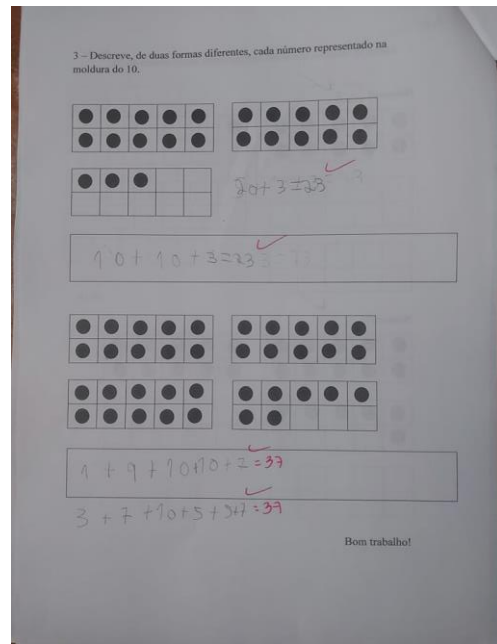 3 – Descreve, de duas formas diferentes, cada número representado na
moldura do 10.
20+3=23
10+10+3=23
1+9+10+10+7=37
3+7+10+5+5+7=37
Bom trabalho!